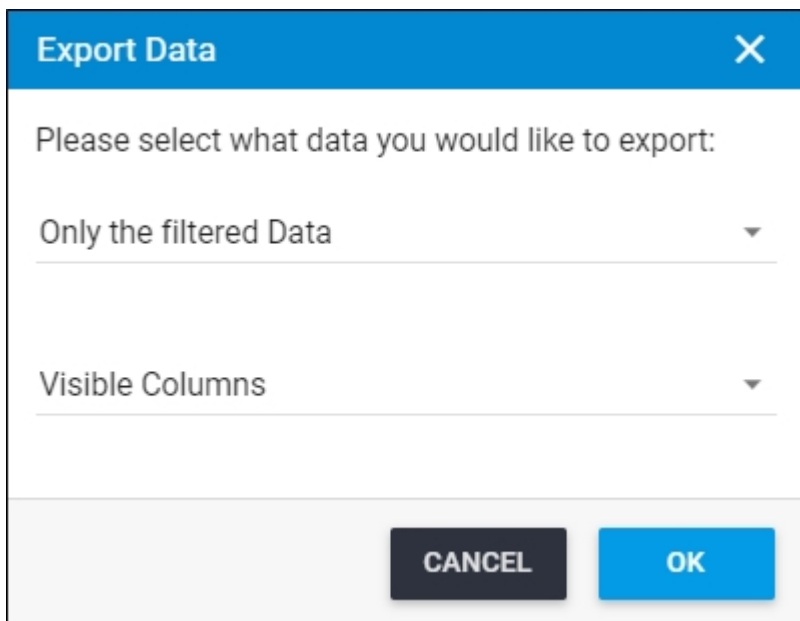 Export Data
Please select what data you would like to export:
Only the filtered Data
Visible Columns
CANCEL OK